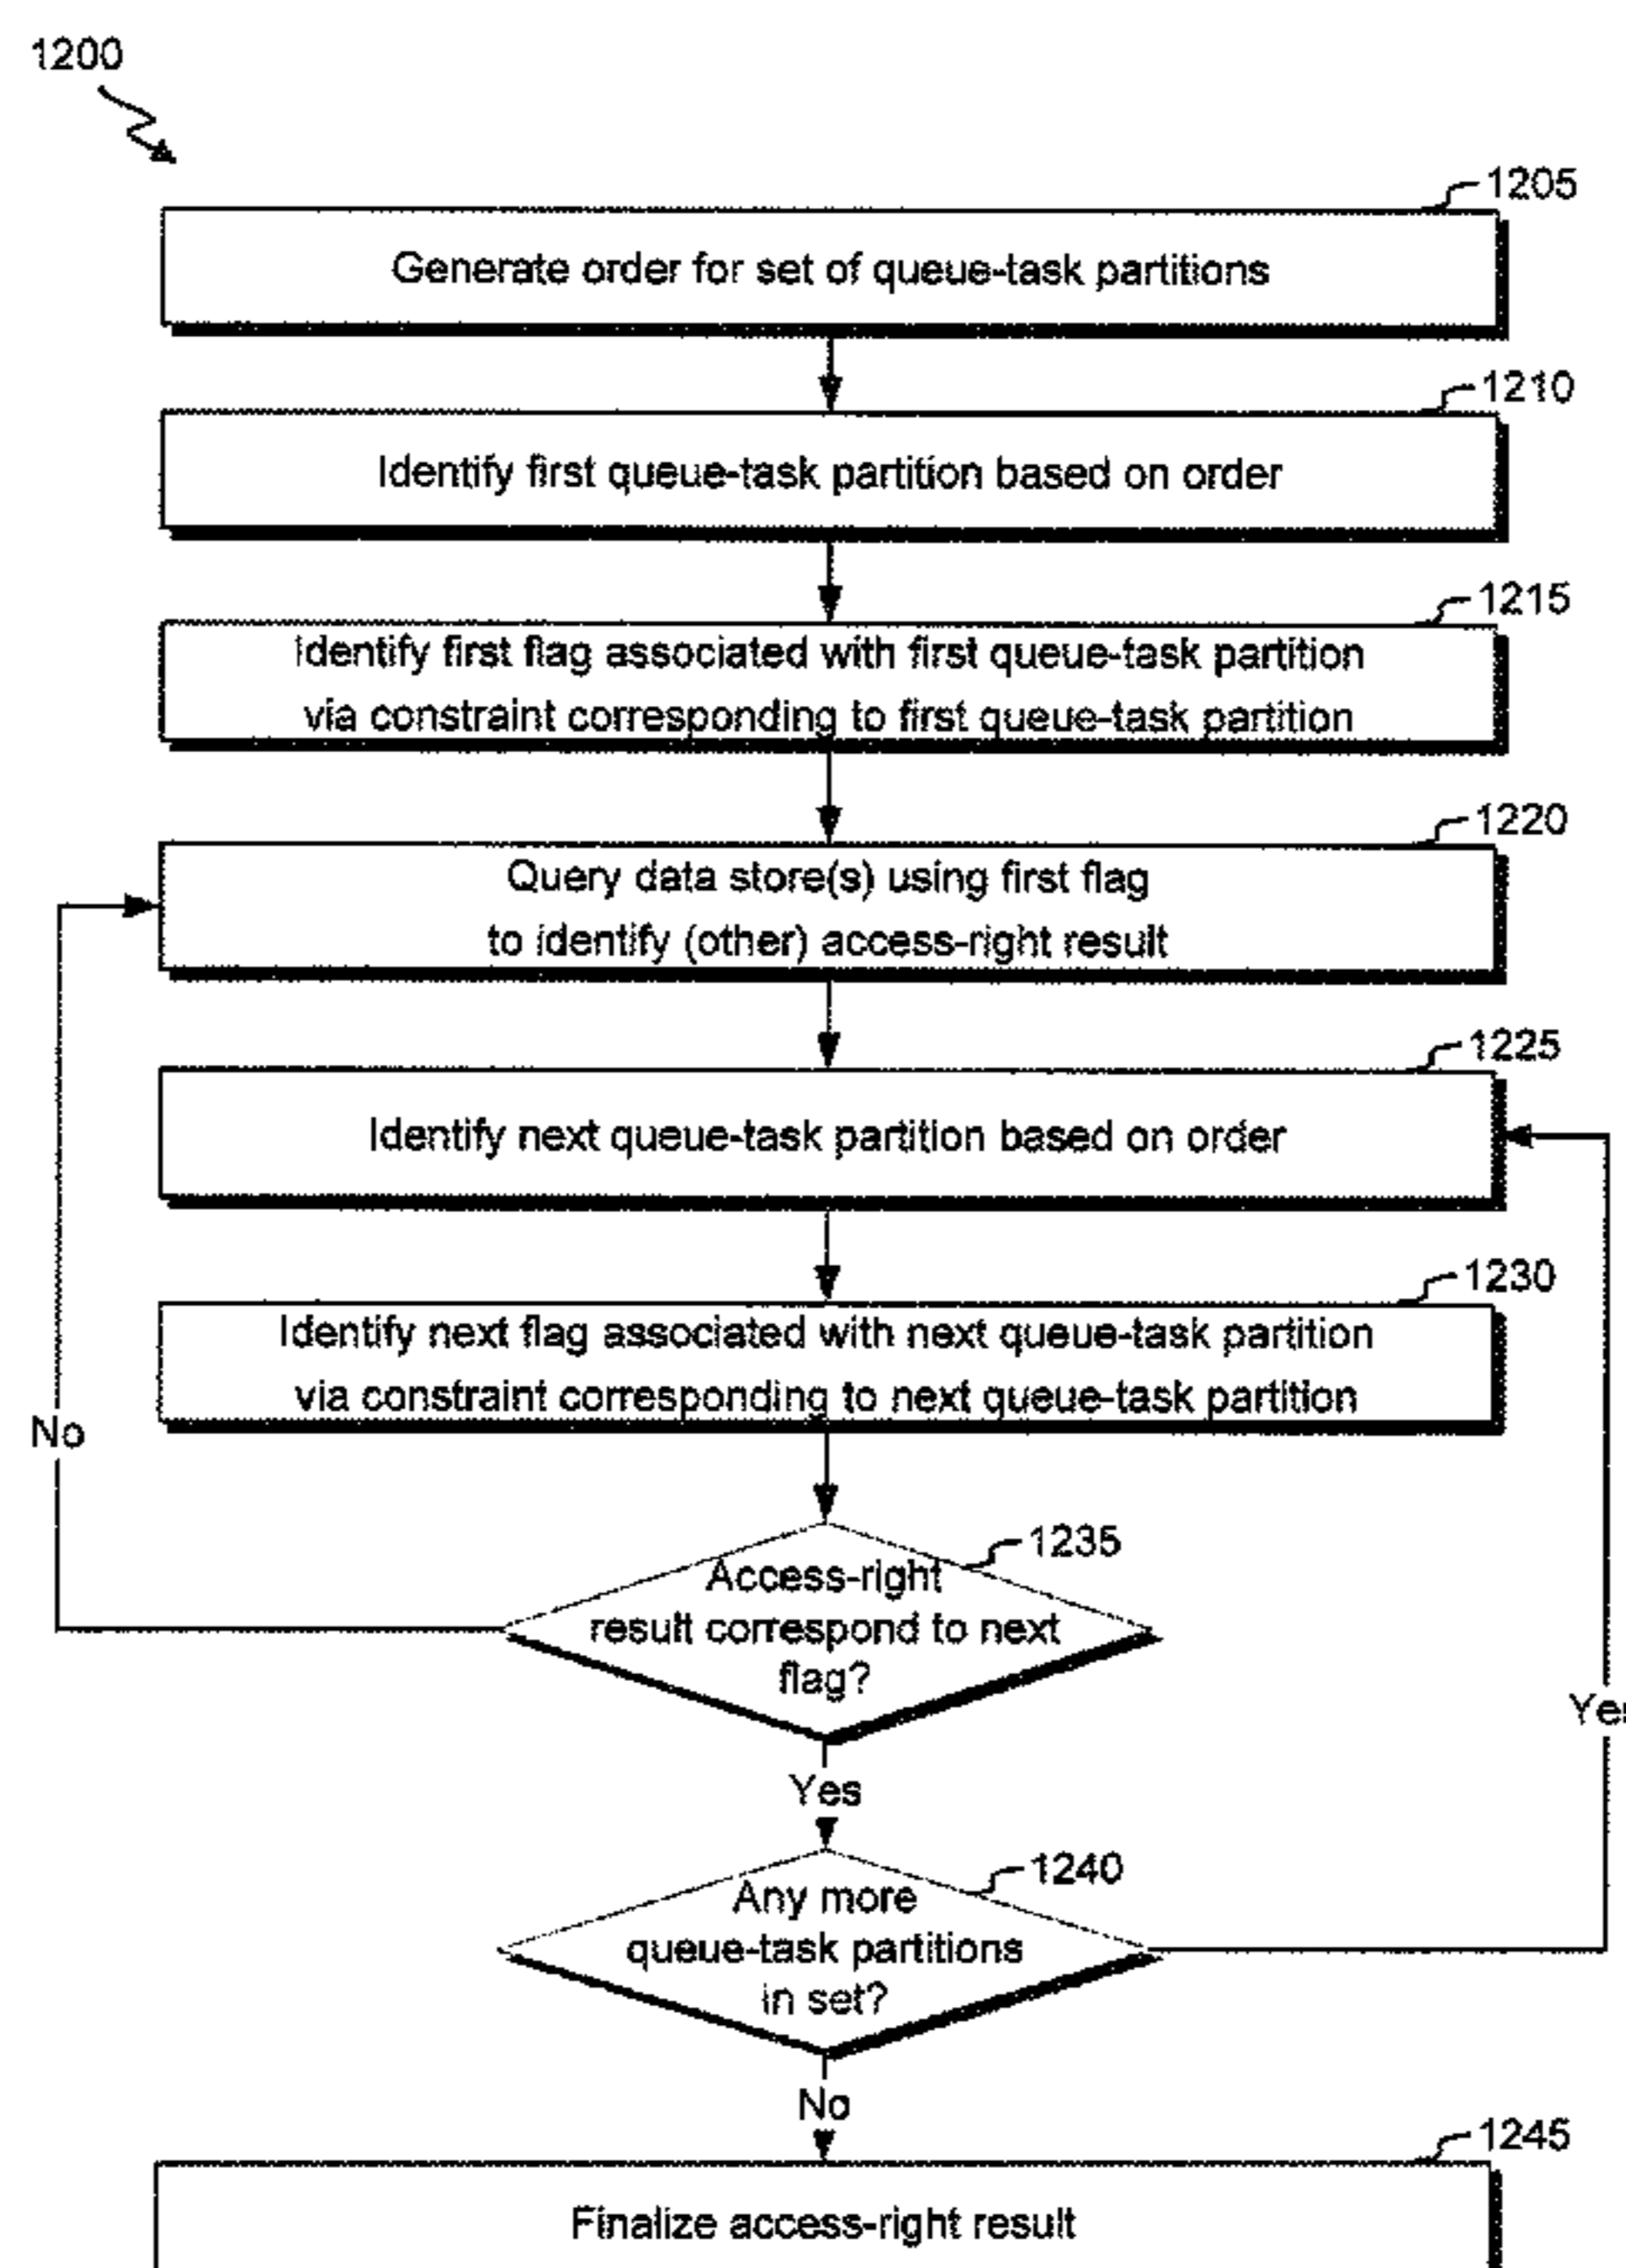 1200
1205
Generate order for set of queue-task partitions
1210
Identify first queue-task partition based on order
1215
Identify first flag associated with first queue-task partition
via constraint corresponding to first queue-task partition
1220
Query data store(s) using first flag
to identify (other) access-right result
1225
Identify next queue-task partition based on order
1230
Identify next flag associated with next queue-task partition
via constraint corresponding to next queue-task partition
No
1235
Access-right
result correspond to next
flag?
Yes
Yes
1240
Any more
queue-task partitions
in set?
No
1245
Finalize access-right result